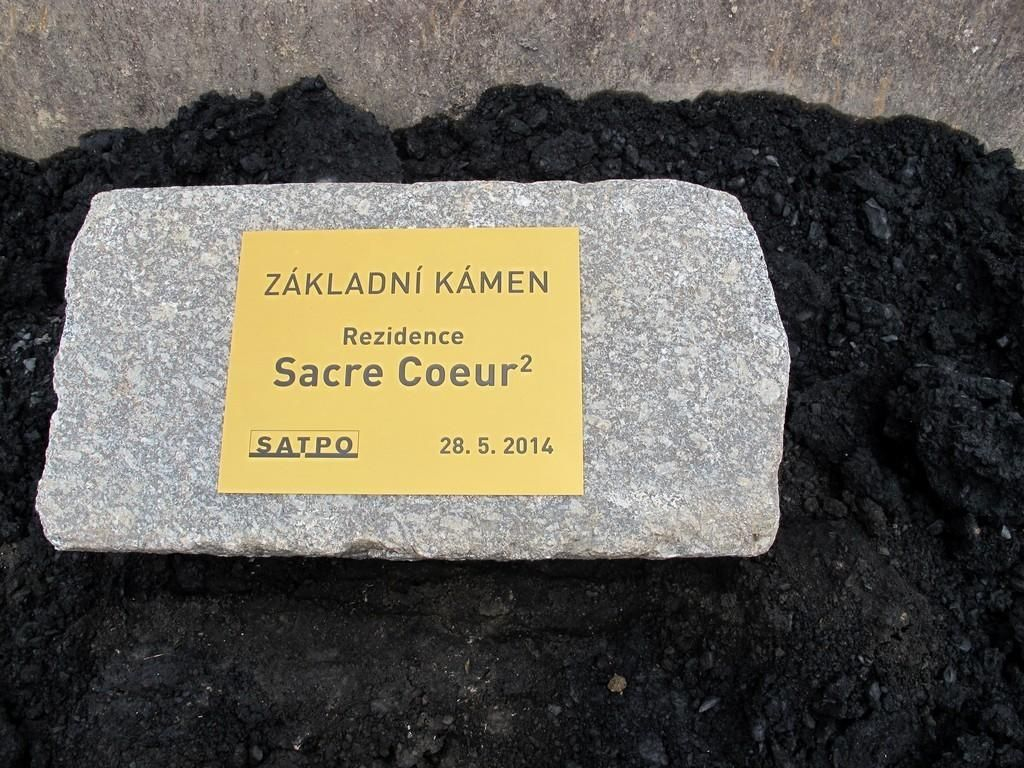 ZÁKLADNÍ KÁMEN
Rezidence
Sacre Coeur²
SATPO 28. 5. 2014